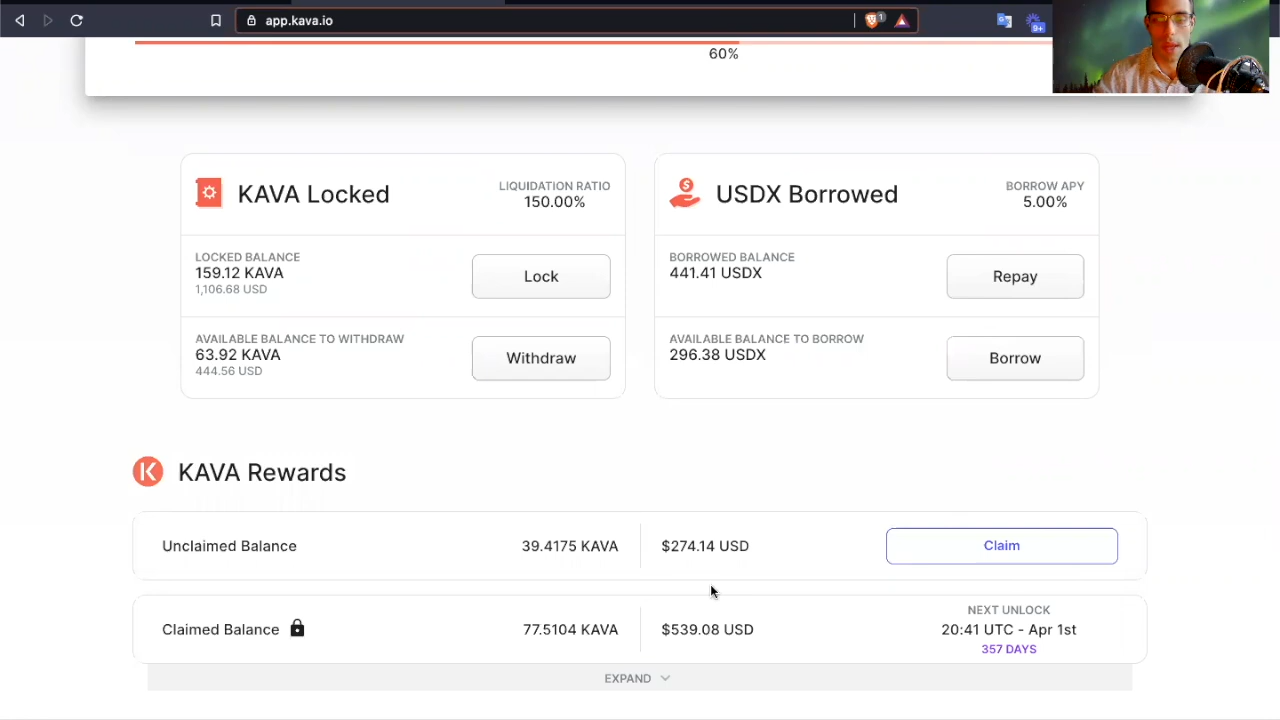 app.kava.io
1
9+
60%
KAVA Locked
LIQUIDATION RATIO
150.00%
USDX Borrowed
BORROW APY
5.00%
LOCKED BALANCE
159.12 KAVA
1,106.68 USD
Lock
BORROWED BALANCE
441.41 USDX
Repay
AVAILABLE BALANCE TO WITHDRAW
63.92 KAVA
444.56 USD
Withdraw
AVAILABLE BALANCE TO BORROW
296.38 USDX
Borrow
KAVA Rewards
Unclaimed Balance
39.4175 KAVA
$274.14 USD
Claim
Claimed Balance
77.5104 KAVA
$539.08 USD
NEXT UNLOCK
20:41 UTC - Apr 1st
357 DAYS
EXPAND